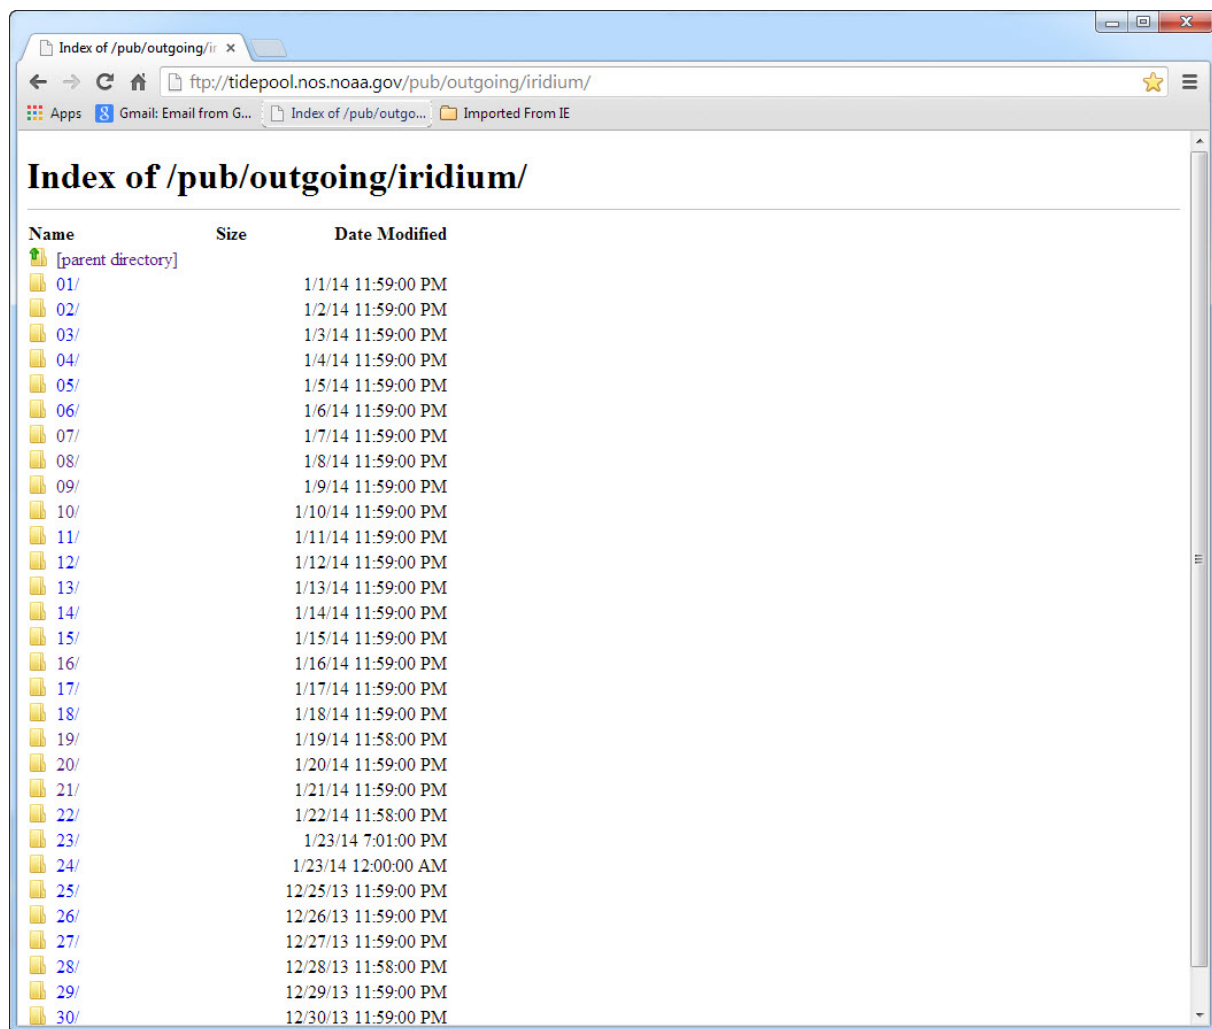 Index of /pub/outgoing/ir
ftp://tidepool.nos.noaa.gov/pub/outgoing/iridium/
Apps Gmail: Email from G... Index of /pub/outgo... Imported From IE
Index of /pub/outgoing/iridium/
Name Size Date Modified
[parent directory]
01/ 1/1/14 11:59:00 PM
02/ 1/2/14 11:59:00 PM
03/ 1/3/14 11:59:00 PM
04/ 1/4/14 11:59:00 PM
05/ 1/5/14 11:59:00 PM
06/ 1/6/14 11:59:00 PM
07/ 1/7/14 11:59:00 PM
08/ 1/8/14 11:59:00 PM
09/ 1/9/14 11:59:00 PM
10/ 1/10/14 11:59:00 PM
11/ 1/11/14 11:59:00 PM
12/ 1/12/14 11:59:00 PM
13/ 1/13/14 11:59:00 PM
14/ 1/14/14 11:59:00 PM
15/ 1/15/14 11:59:00 PM
16/ 1/16/14 11:59:00 PM
17/ 1/17/14 11:59:00 PM
18/ 1/18/14 11:59:00 PM
19/ 1/19/14 11:58:00 PM
20/ 1/20/14 11:59:00 PM
21/ 1/21/14 11:59:00 PM
22/ 1/22/14 11:58:00 PM
23/ 1/23/14 7:01:00 PM
24/ 1/23/14 12:00:00 AM
25/ 12/25/13 11:59:00 PM
26/ 12/26/13 11:59:00 PM
27/ 12/27/13 11:59:00 PM
28/ 12/28/13 11:58:00 PM
29/ 12/29/13 11:59:00 PM
30/ 12/30/13 11:59:00 PM